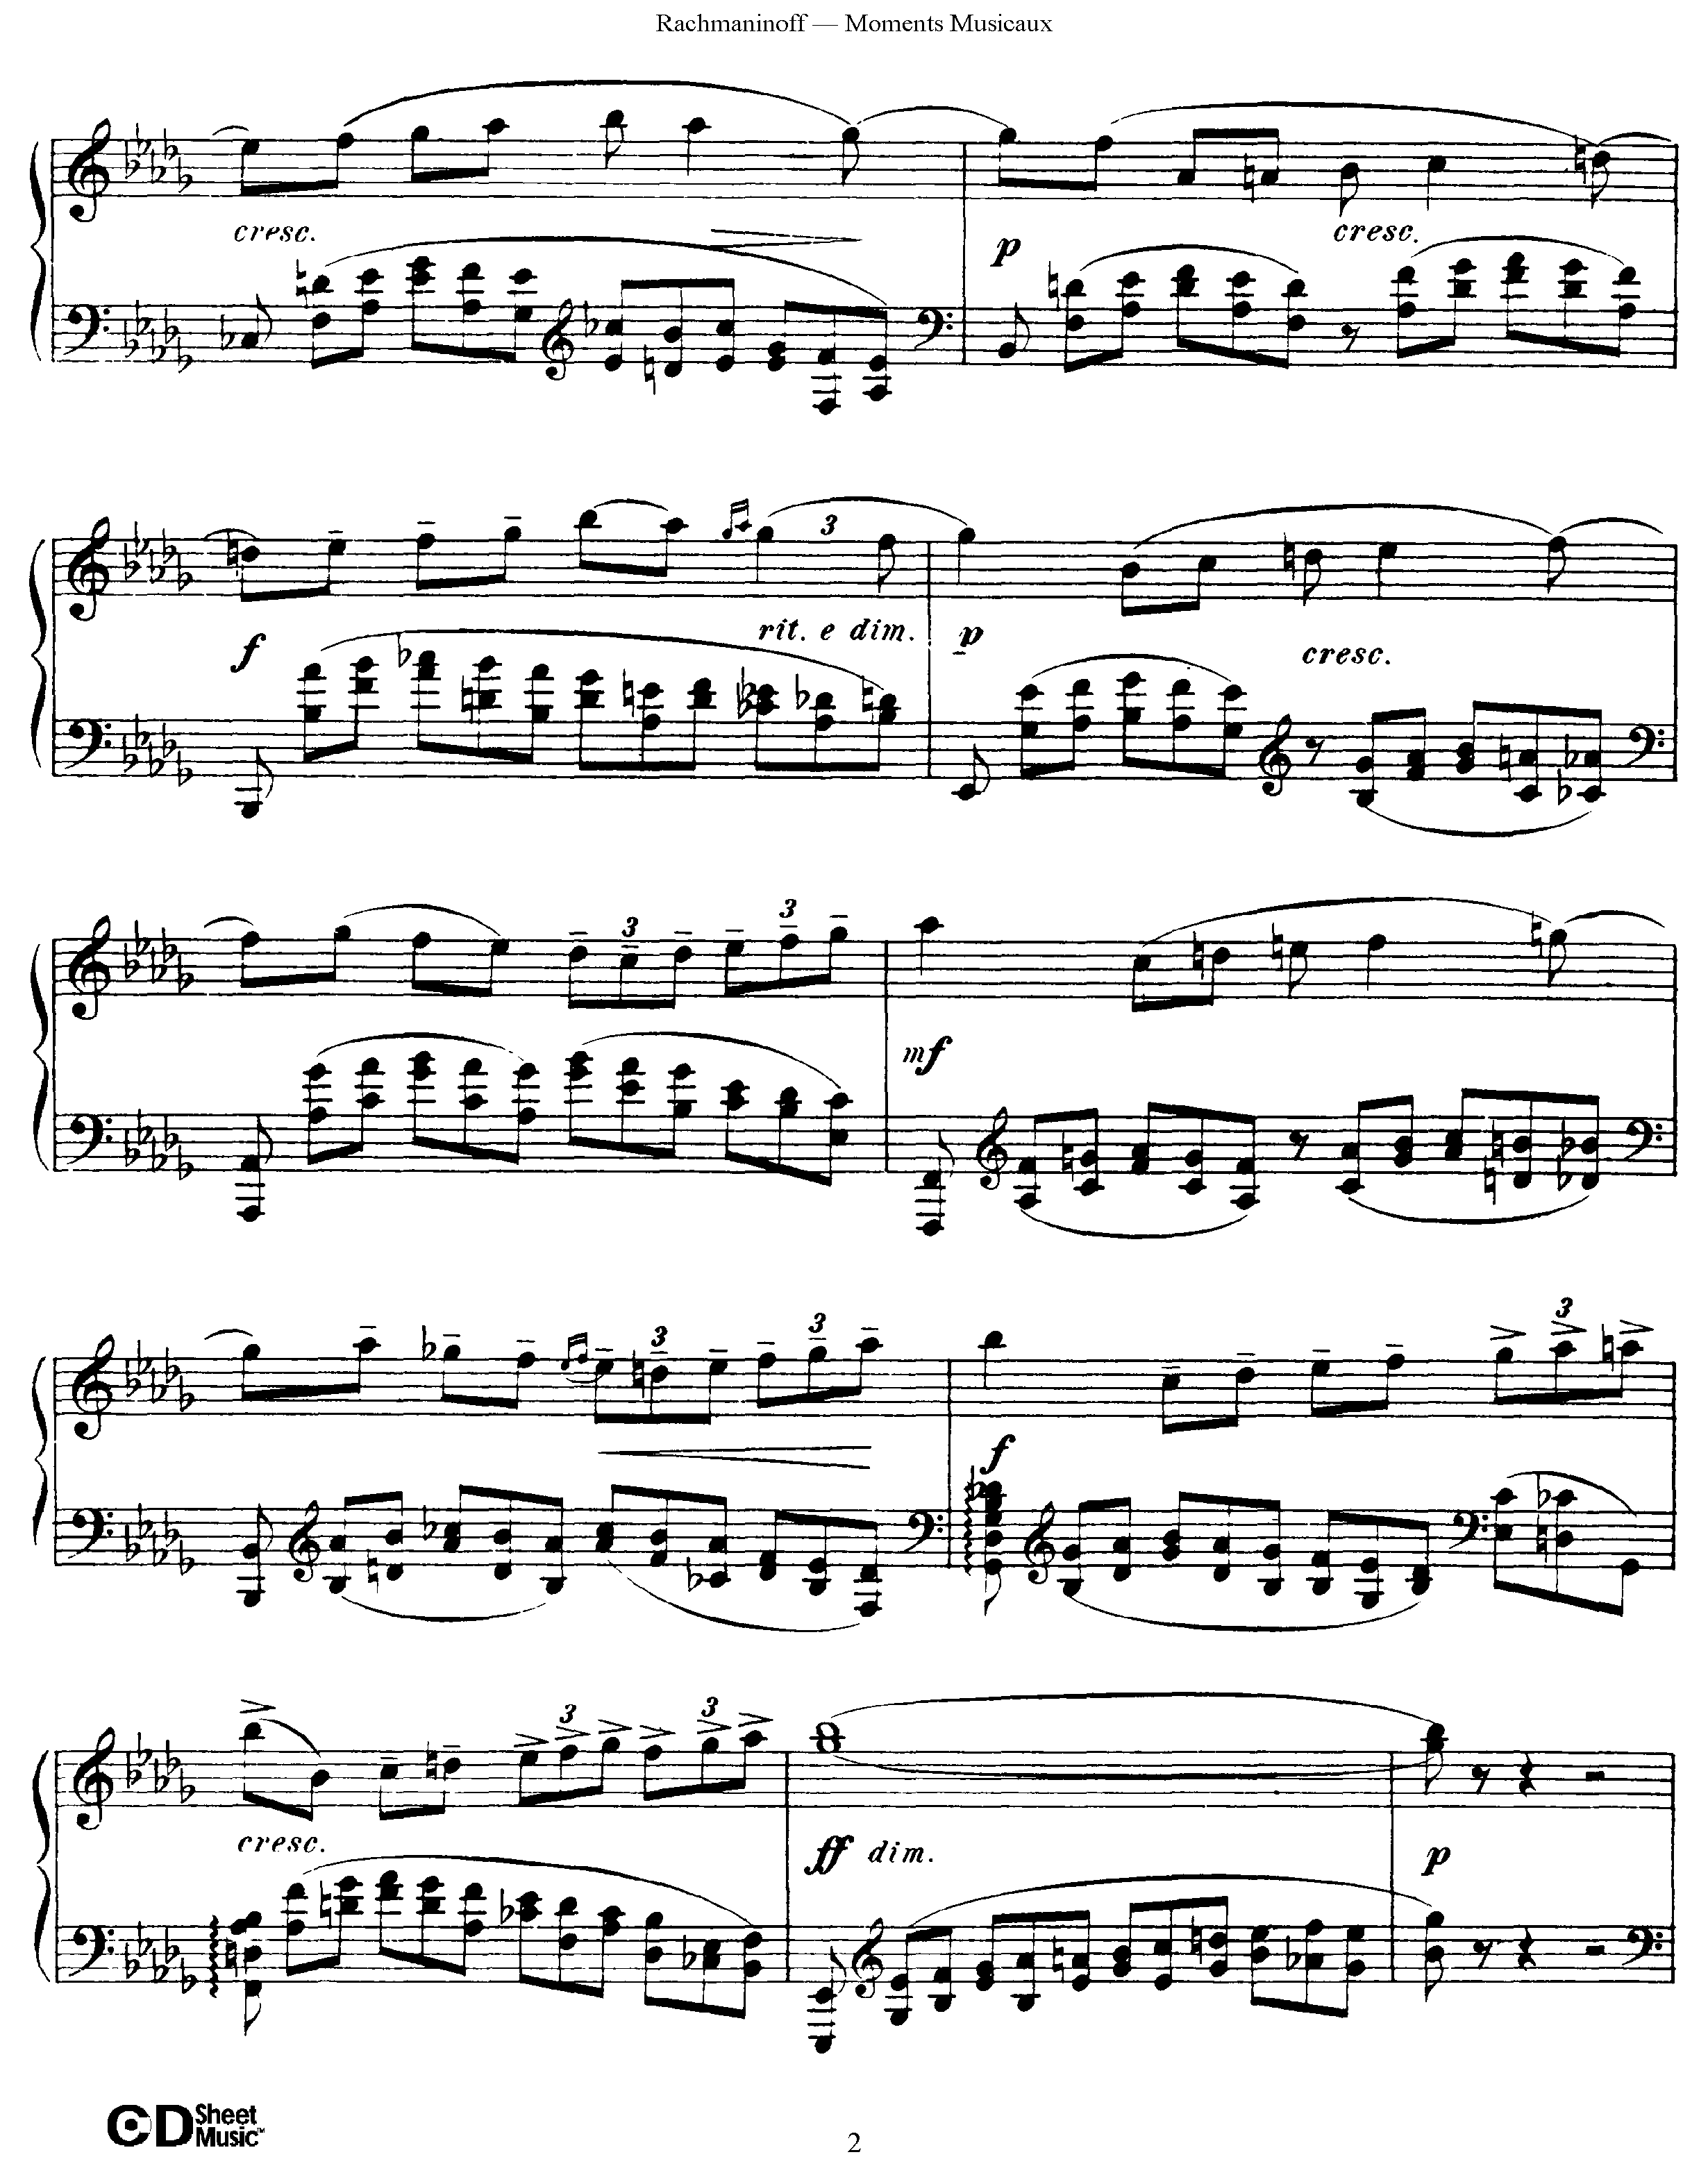 Rachmaninoff — Moments Musicaux
cresc.
p
cresc.
3
f
rit. e dim.
p
cresc.
3
3
mf
3
3
3
f
3
3
cresc.
ff dim.
p
CD Sheet Music™
2